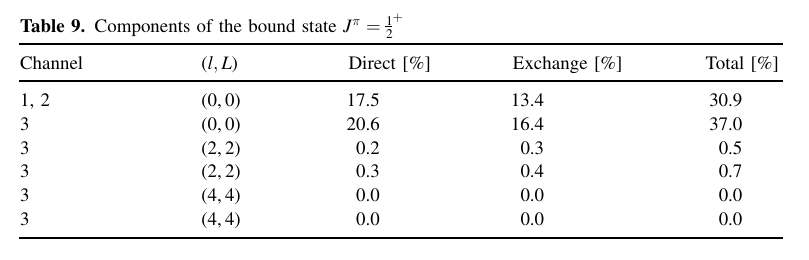 Table 9. Components of the bound state J^π = 1/2^+
Channel (l, L) Direct [%] Exchange [%] Total [%]
1, 2 (0, 0) 17.5 13.4 30.9
3 (0, 0) 20.6 16.4 37.0
3 (2, 2) 0.2 0.3 0.5
3 (2, 2) 0.3 0.4 0.7
3 (4, 4) 0.0 0.0 0.0
3 (4, 4) 0.0 0.0 0.0